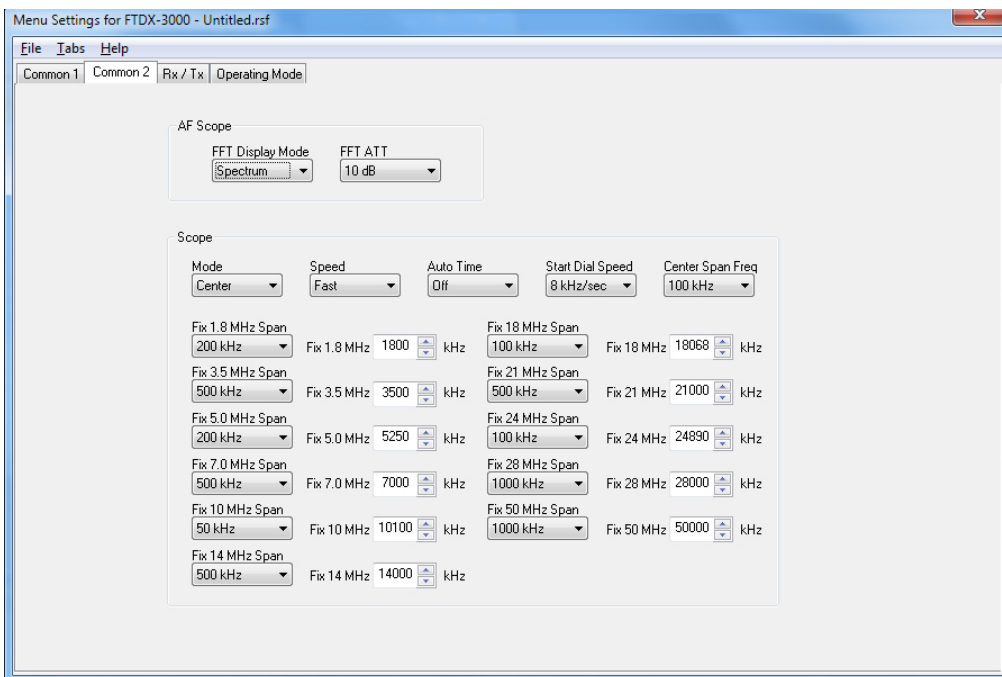 Menu Settings for FTDX-3000 - Untitled.rsf
File Tabs Help
Common 1 Common 2 Rx / Tx Operating Mode
AF Scope
FFT Display Mode FFT ATT
Spectrum 10 dB
Scope
Mode Speed Auto Time Start Dial Speed Center Span Freq
Center Fast Off 8 kHz/sec 100 kHz
Fix 1.8 MHz Span Fix 18 MHz Span
200 kHz Fix 1.8 MHz 1800 kHz 100 kHz Fix 18 MHz 18068 kHz
Fix 3.5 MHz Span Fix 21 MHz Span
500 kHz Fix 3.5 MHz 3500 kHz 500 kHz Fix 21 MHz 21000 kHz
Fix 5.0 MHz Span Fix 24 MHz Span
200 kHz Fix 5.0 MHz 5250 kHz 100 kHz Fix 24 MHz 24890 kHz
Fix 7.0 MHz Span Fix 28 MHz Span
500 kHz Fix 7.0 MHz 7000 kHz 1000 kHz Fix 28 MHz 28000 kHz
Fix 10 MHz Span Fix 50 MHz Span
50 kHz Fix 10 MHz 10100 kHz 1000 kHz Fix 50 MHz 50000 kHz
Fix 14 MHz Span
500 kHz Fix 14 MHz 14000 kHz